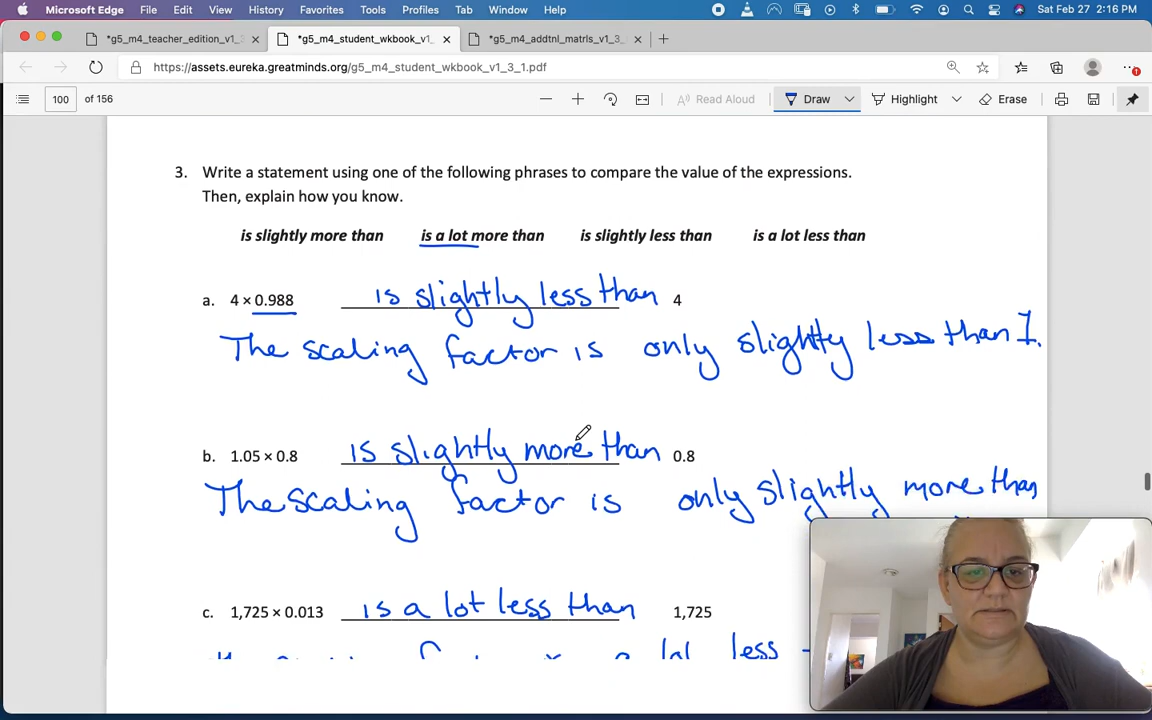 Microsoft Edge File Edit View History Favorites Tools Profiles Tab Window Help Sat Feb 27 2:16 PM
*g5_m4_teacher_edition_v1_ *g5_m4_student_wkbook_v1_ *g5_m4_addtnl_matrls_v1_3_
https://assets.eureka.greatminds.org/g5_m4_student_wkbook_v1_3_1.pdf
100 of 156 Read Aloud Draw Highlight Erase
3. Write a statement using one of the following phrases to compare the value of the expressions.
Then, explain how you know.
is slightly more than is a lot more than is slightly less than is a lot less than
a. 4 × 0.988 is slightly less than 4
The scaling factor is only slightly less than 1.
b. 1.05 × 0.8 is slightly more than 0.8
The scaling factor is only slightly more than
c. 1,725 × 0.013 is a lot less than 1,725
a lot less